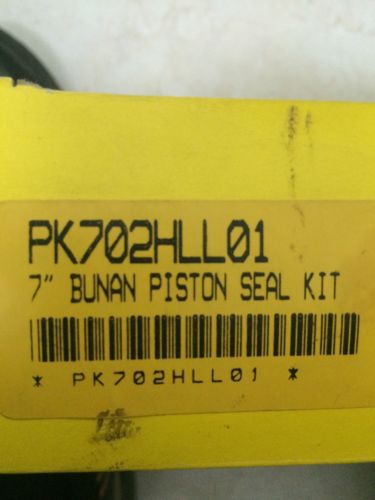 PK702HLL01
7" BUNAN PISTON SEAL KIT
* PK702HLL01 *